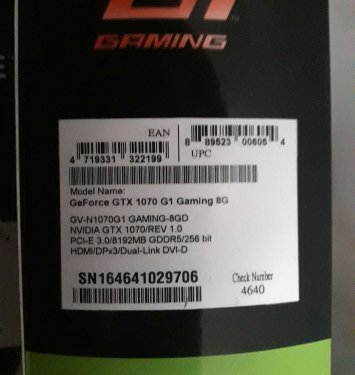 G1
GAMING
EAN
4 719331 322199
8 89523 00605 4
UPC
Model Name:
GeForce GTX 1070 G1 Gaming 8G
GV-N1070G1 GAMING-8GD
NVIDIA GTX 1070/REV 1.0
PCI-E 3.0/8192MB GDDR5/256 bit
HDMI/DPx3/Dual-Link DVI-D
SN164641029706
Check Number
4640